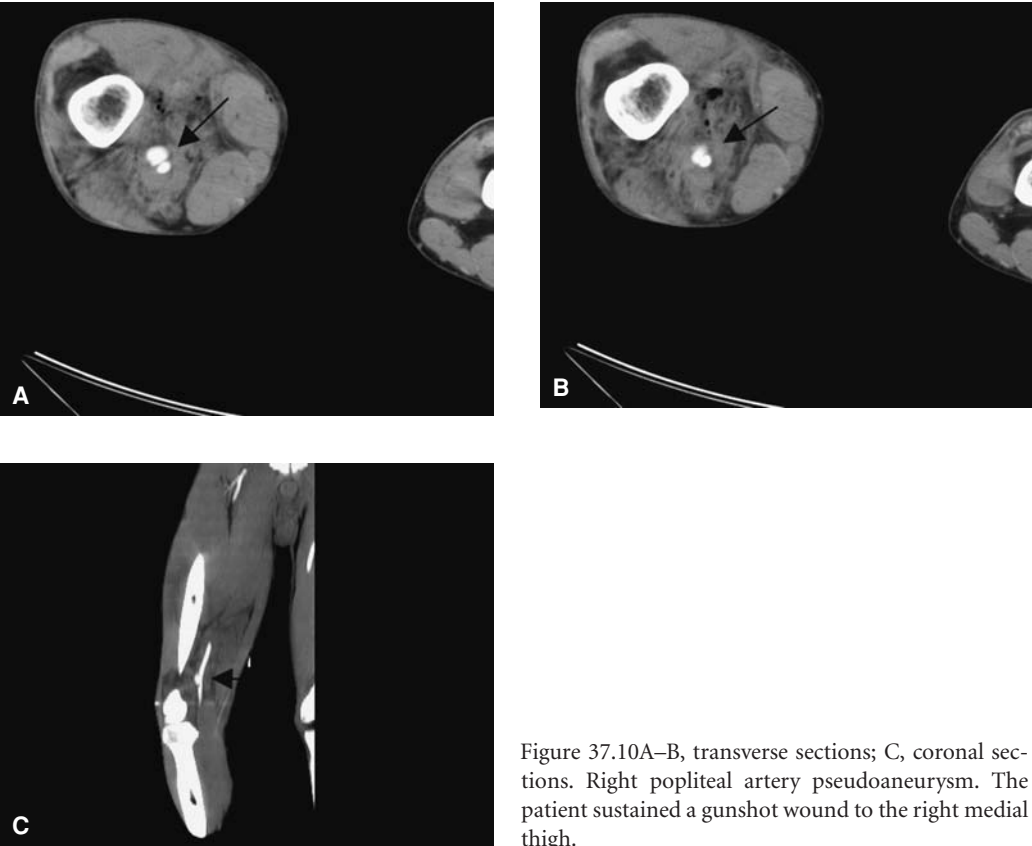 A
B
C
Figure 37.10A–B, transverse sections; C, coronal sec-
tions. Right popliteal artery pseudoaneurysm. The
patient sustained a gunshot wound to the right medial
thigh.